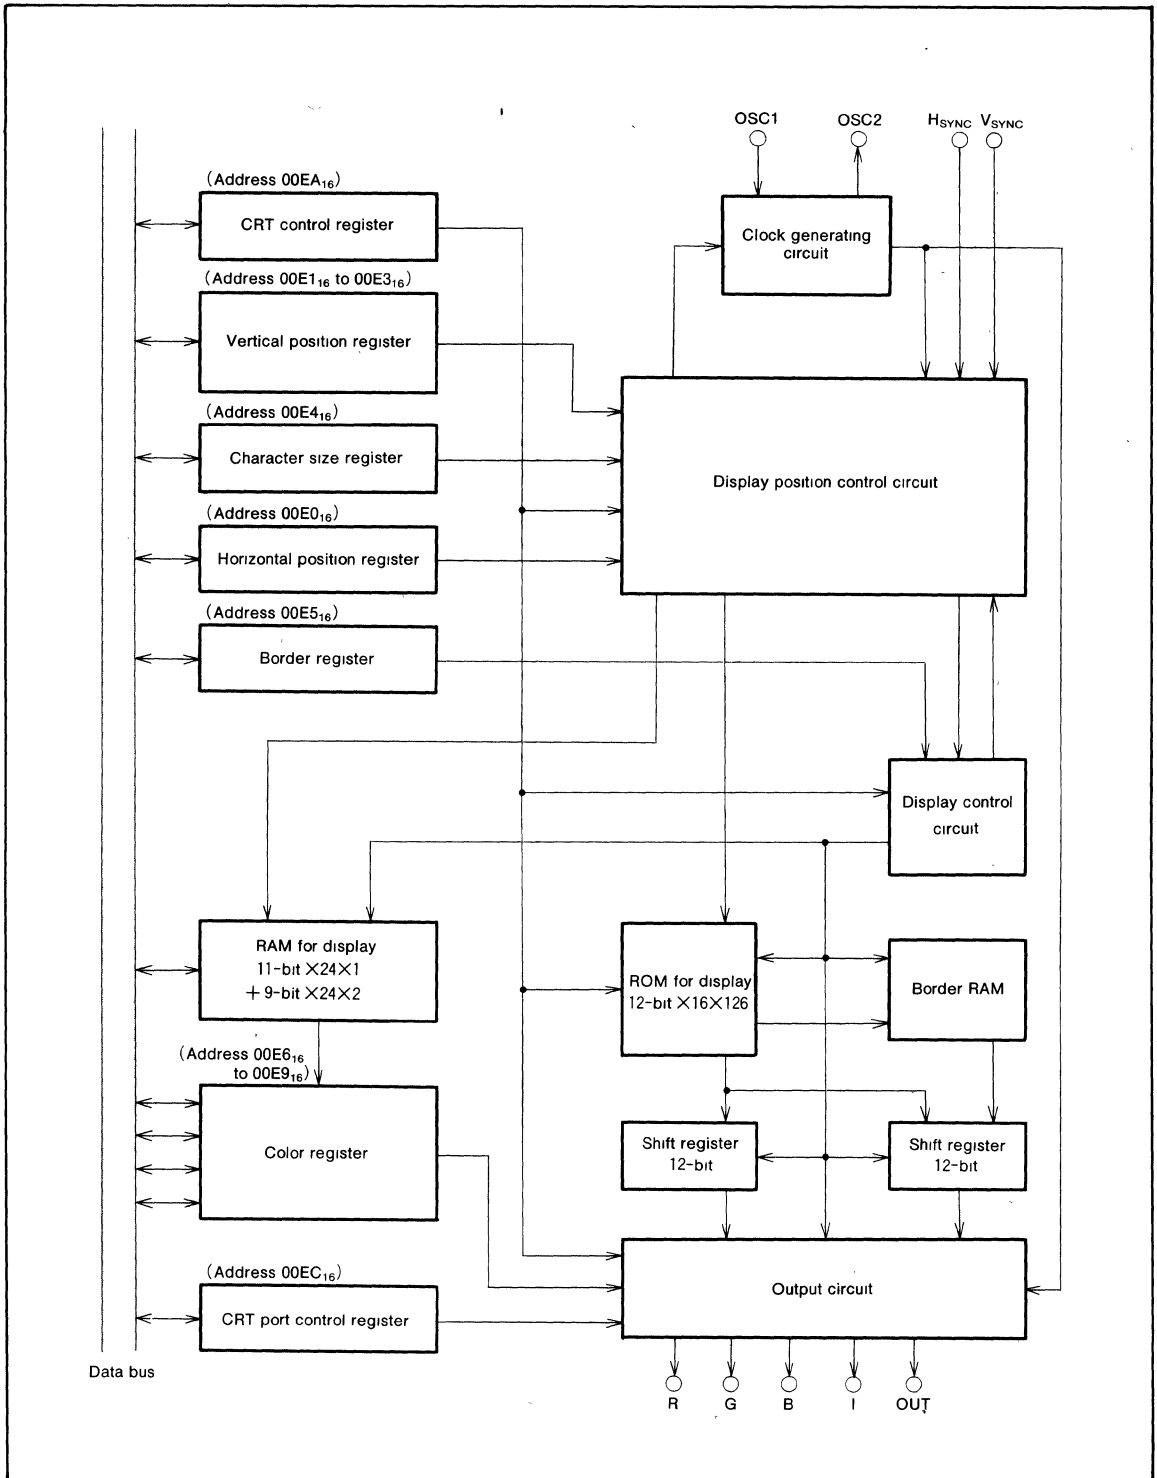 OSC1 OSC2 H_SYNC V_SYNC
(Address 00EA₁₆)
CRT control register
Clock generating
circuit
(Address 00E1₁₆ to 00E3₁₆)
Vertical position register
(Address 00E4₁₆)
Character size register
Display position control circuit
(Address 00E0₁₆)
Horizontal position register
(Address 00E5₁₆)
Border register
Display control
circuit
RAM for display
11-bit ×24×1
+9-bit ×24×2
ROM for display
12-bit ×16×126
Border RAM
(Address 00E6₁₆
to 00E9₁₆)
Color register
Shift register
12-bit
Shift register
12-bit
(Address 00EC₁₆)
CRT port control register
Output circuit
Data bus
R G B I OUT